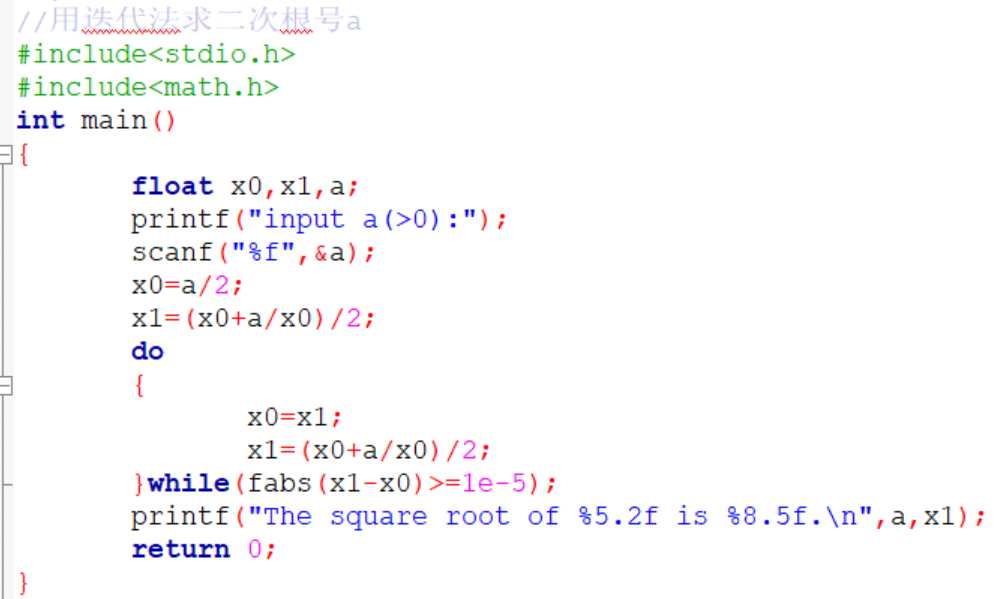 //用迭代法求二次根号a
#include<stdio.h>
#include<math.h>
int main()
{
float x0,x1,a;
printf("input a(>0):");
scanf("%f",&a);
x0=a/2;
x1=(x0+a/x0)/2;
do
{
x0=x1;
x1=(x0+a/x0)/2;
}while(fabs(x1-x0)>=1e-5);
printf("The square root of %5.2f is %8.5f.\n",a,x1);
return 0;
}